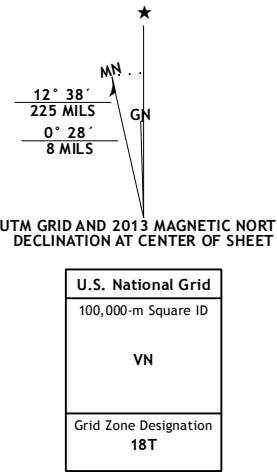 ★
MN
12° 38´
225 MILS
GN
0° 28´
8 MILS
UTM GRID AND 2013 MAGNETIC NORT
DECLINATION AT CENTER OF SHEET
U.S. National Grid
100,000-m Square ID
VN
Grid Zone Designation
18T